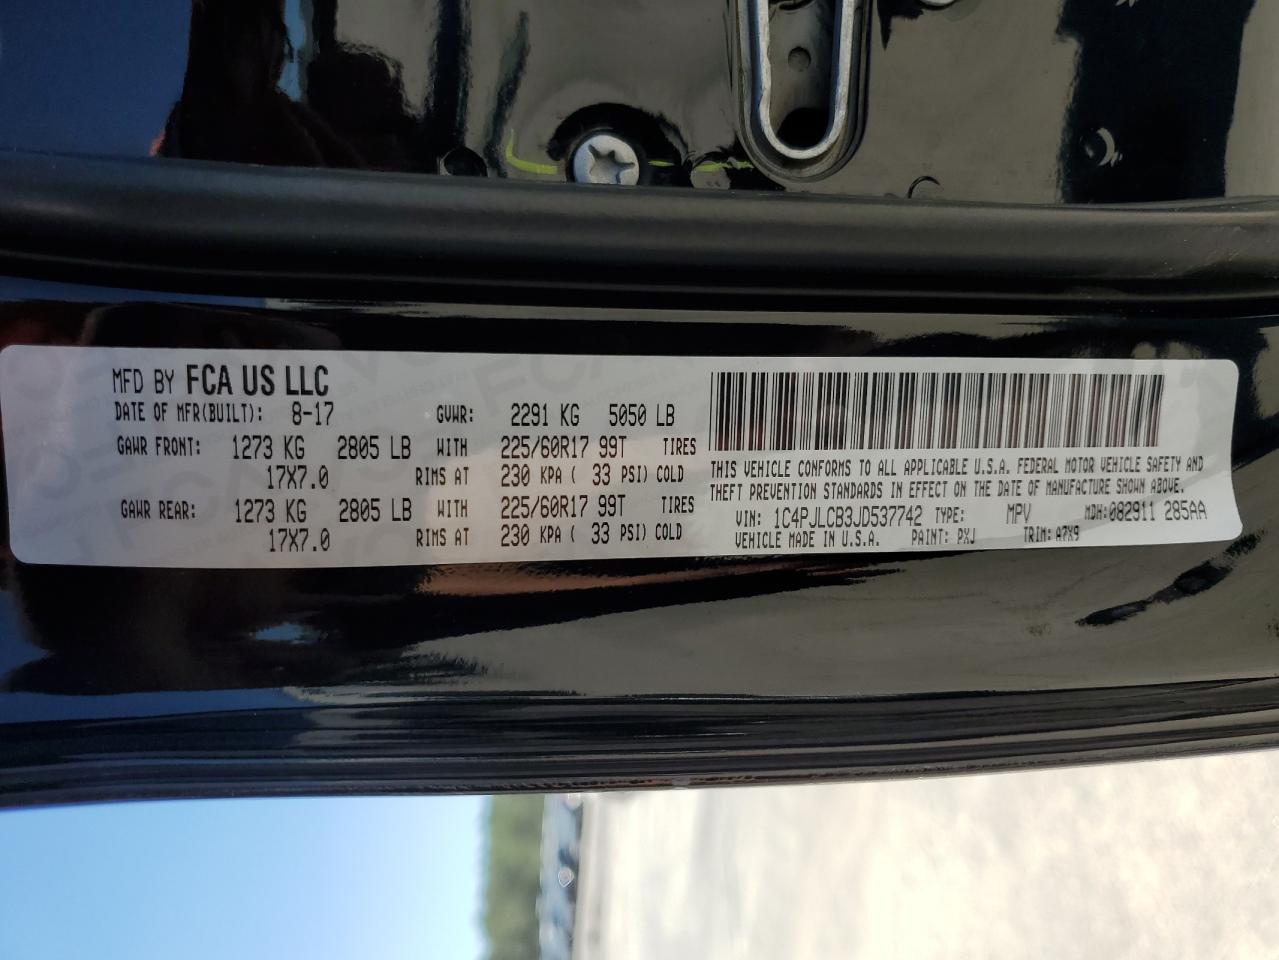 MFD BY FCA US LLC
DATE OF MFR(BUILT): 8-17 GVWR: 2291 KG 5050 LB
GAWR FRONT: 1273 KG 2805 LB WITH 225/60R17 99T TIRES
17X7.0 RIMS AT 230 KPA ( 33 PSI) COLD
GAWR REAR: 1273 KG 2805 LB WITH 225/60R17 99T TIRES
17X7.0 RIMS AT 230 KPA ( 33 PSI) COLD
THIS VEHICLE CONFORMS TO ALL APPLICABLE U.S.A. FEDERAL MOTOR VEHICLE SAFETY AND
THEFT PREVENTION STANDARDS IN EFFECT ON THE DATE OF MANUFACTURE SHOWN ABOVE.
VIN: 1C4PJLCB3JD537742 TYPE: MPV MDH: 082911 285AA
VEHICLE MADE IN U.S.A. PAINT: PXJ TRIM: A7X9